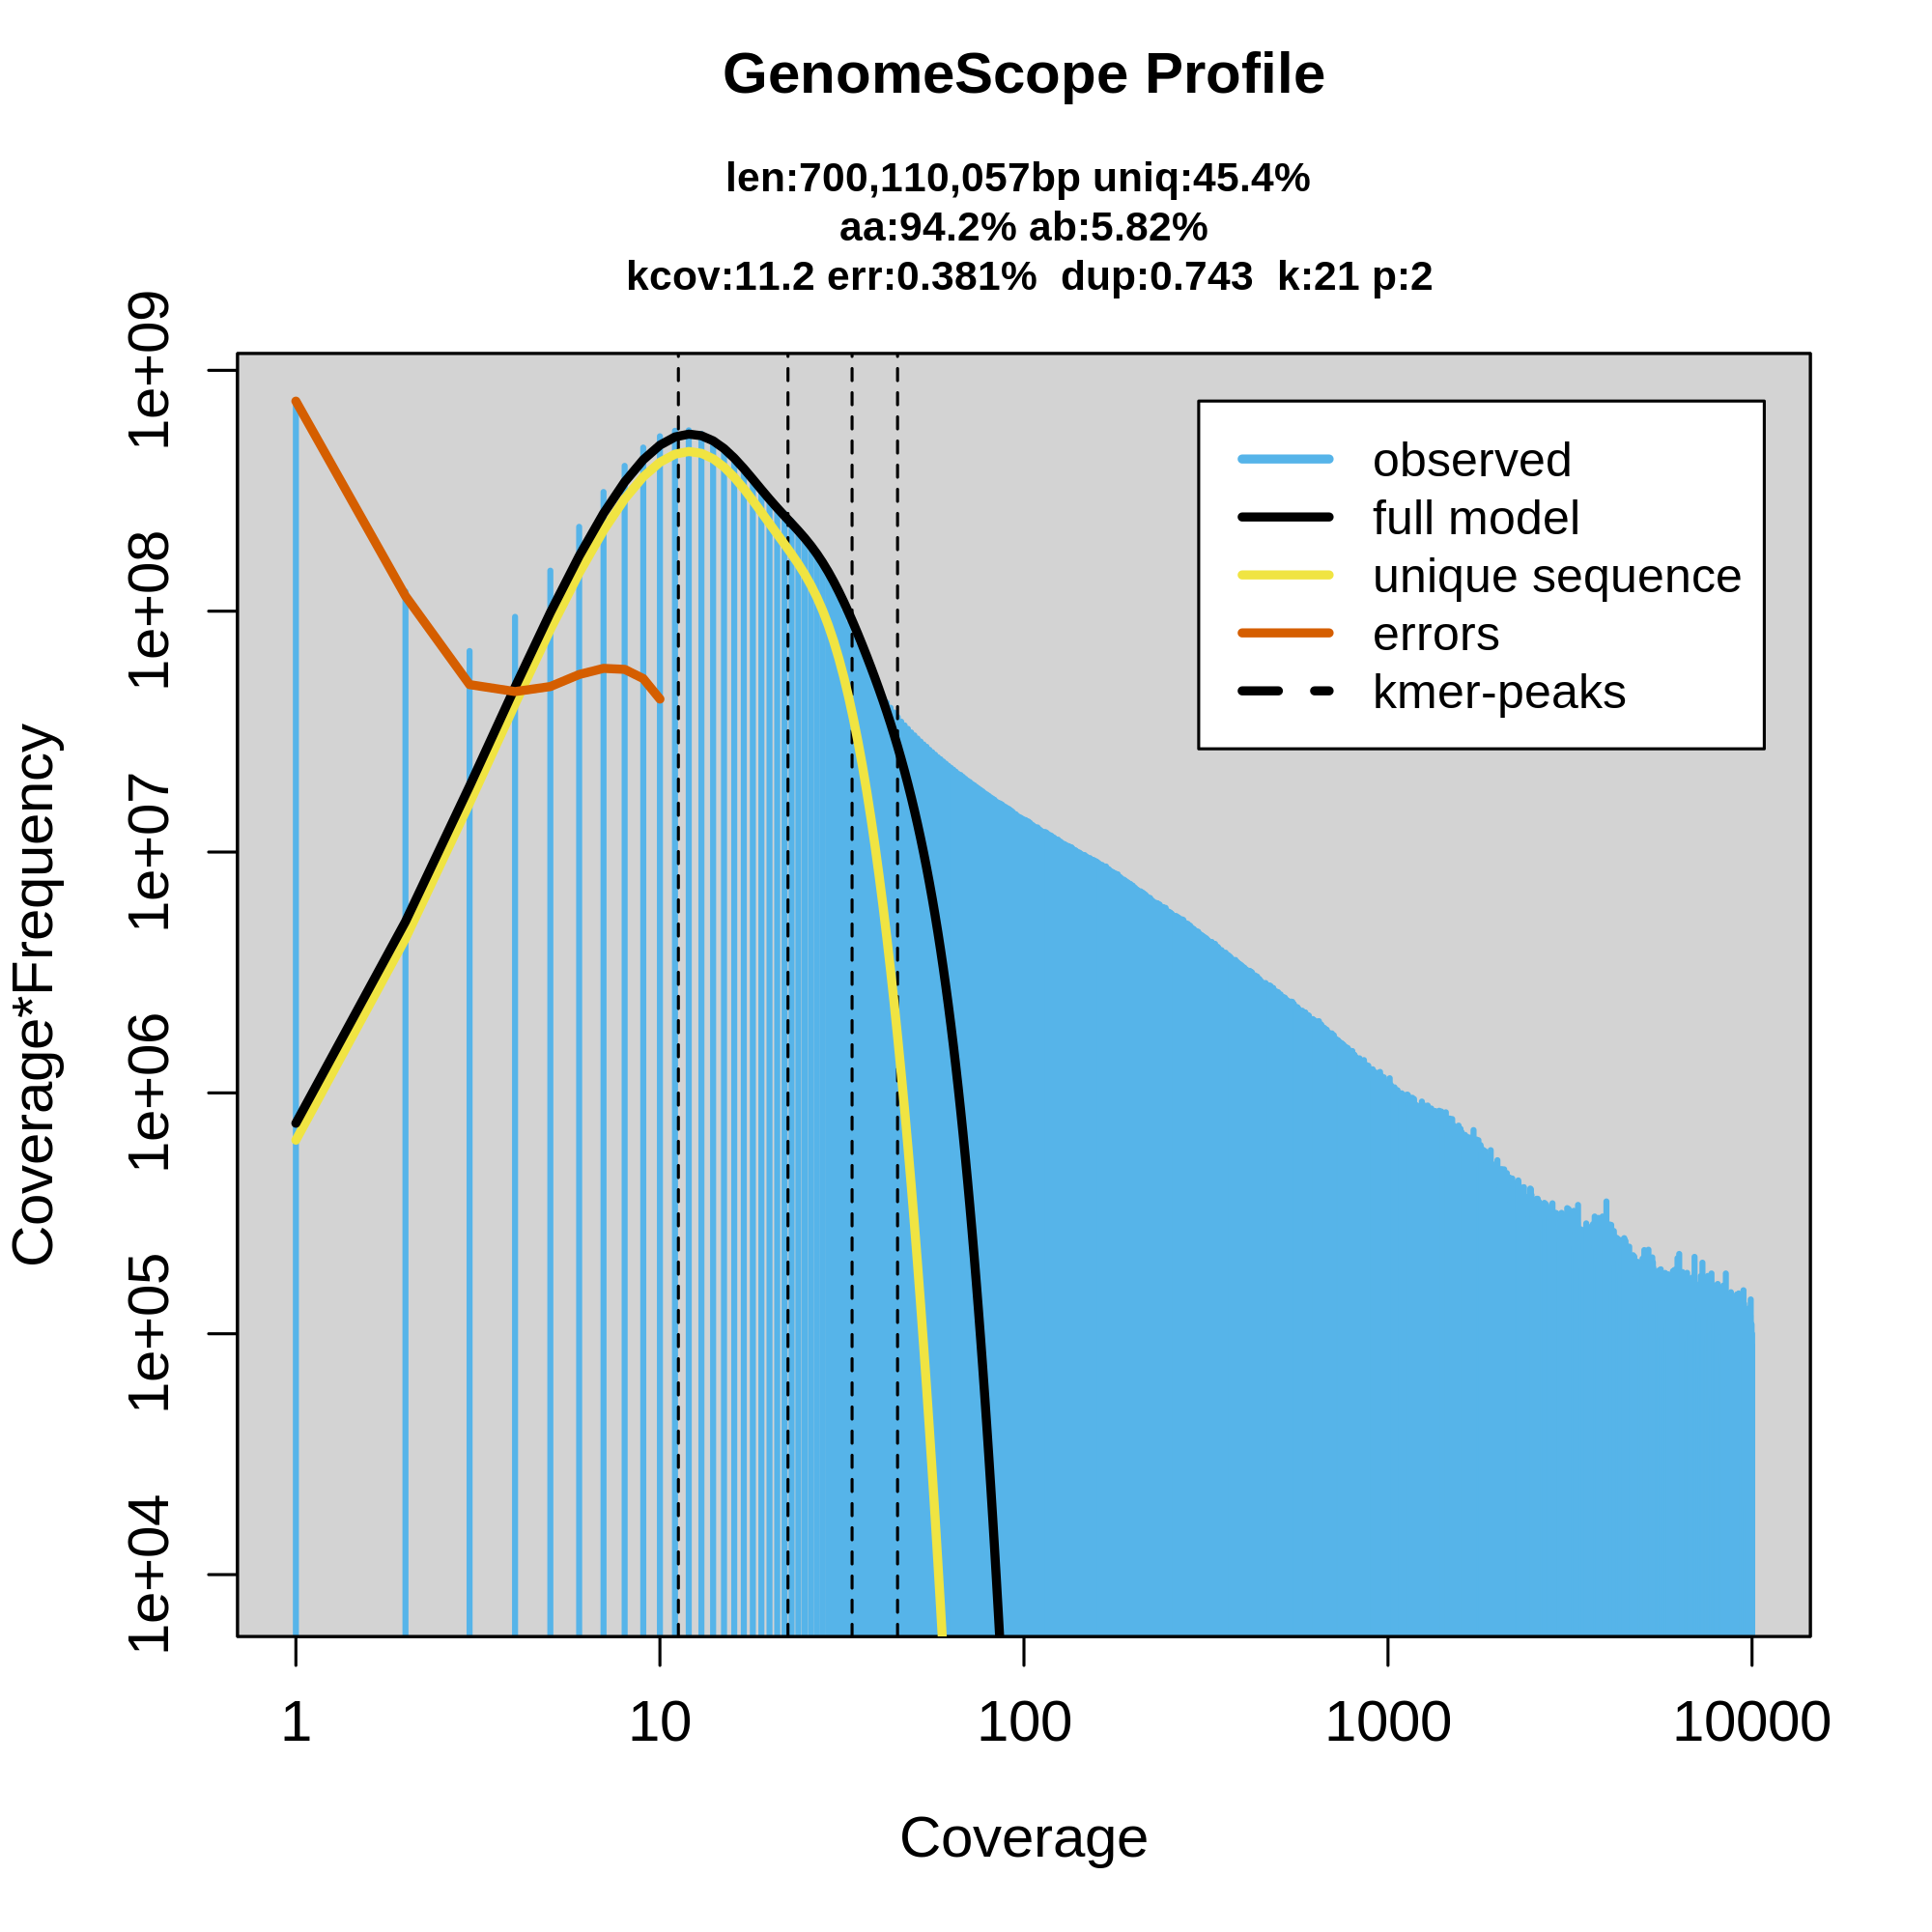 GenomeScope Profile
len:700,110,057bp uniq:45.4%
aa:94.2% ab:5.82%
kcov:11.2 err:0.381%  dup:0.743  k:21 p:2
observed
full model
unique sequence
errors
kmer-peaks
Coverage*Frequency
1e+09
1e+08
1e+07
1e+06
1e+05
1e+04
1 10 100 1000 10000
Coverage